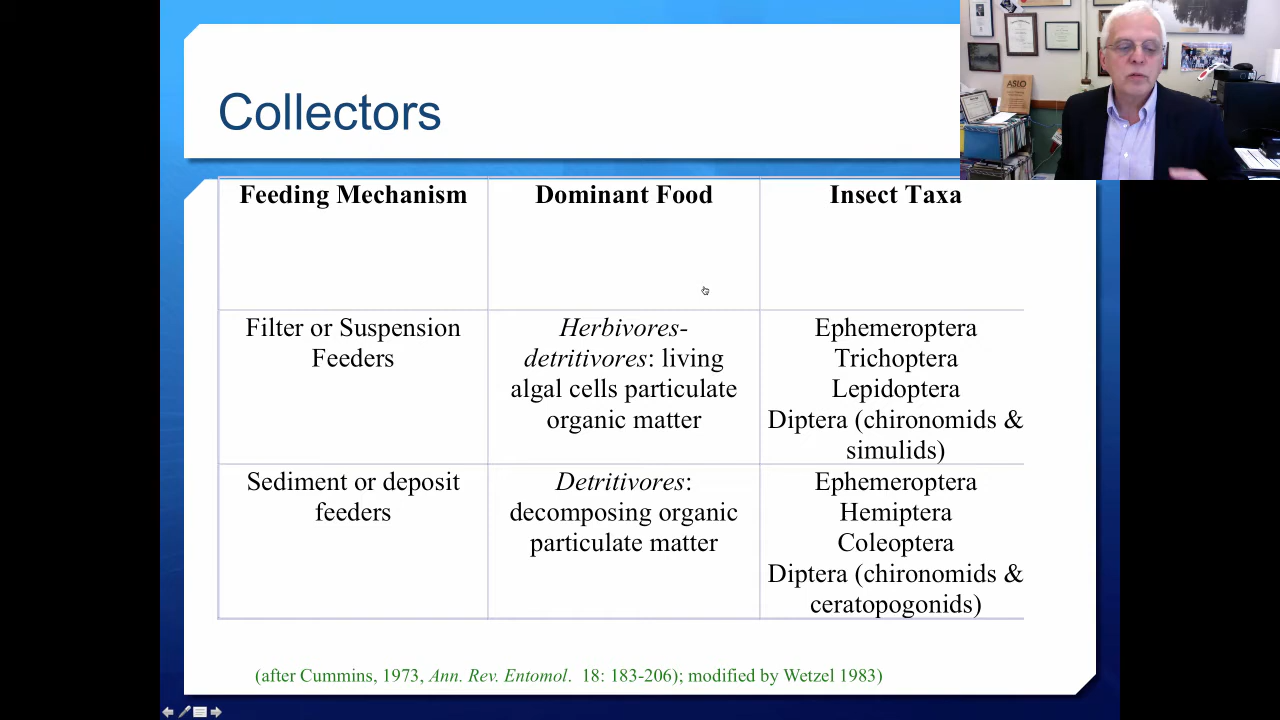 Collectors
ASLO
Feeding Mechanism
Dominant Food
Insect Taxa
Filter or Suspension
Feeders
Herbivores-
detritivores: living
algal cells particulate
organic matter
Ephemeroptera
Trichoptera
Lepidoptera
Diptera (chironomids &
simulids)
Sediment or deposit
feeders
Detritivores:
decomposing organic
particulate matter
Ephemeroptera
Hemiptera
Coleoptera
Diptera (chironomids &
ceratopogonids)
(after Cummins, 1973, Ann. Rev. Entomol. 18: 183-206); modified by Wetzel 1983)